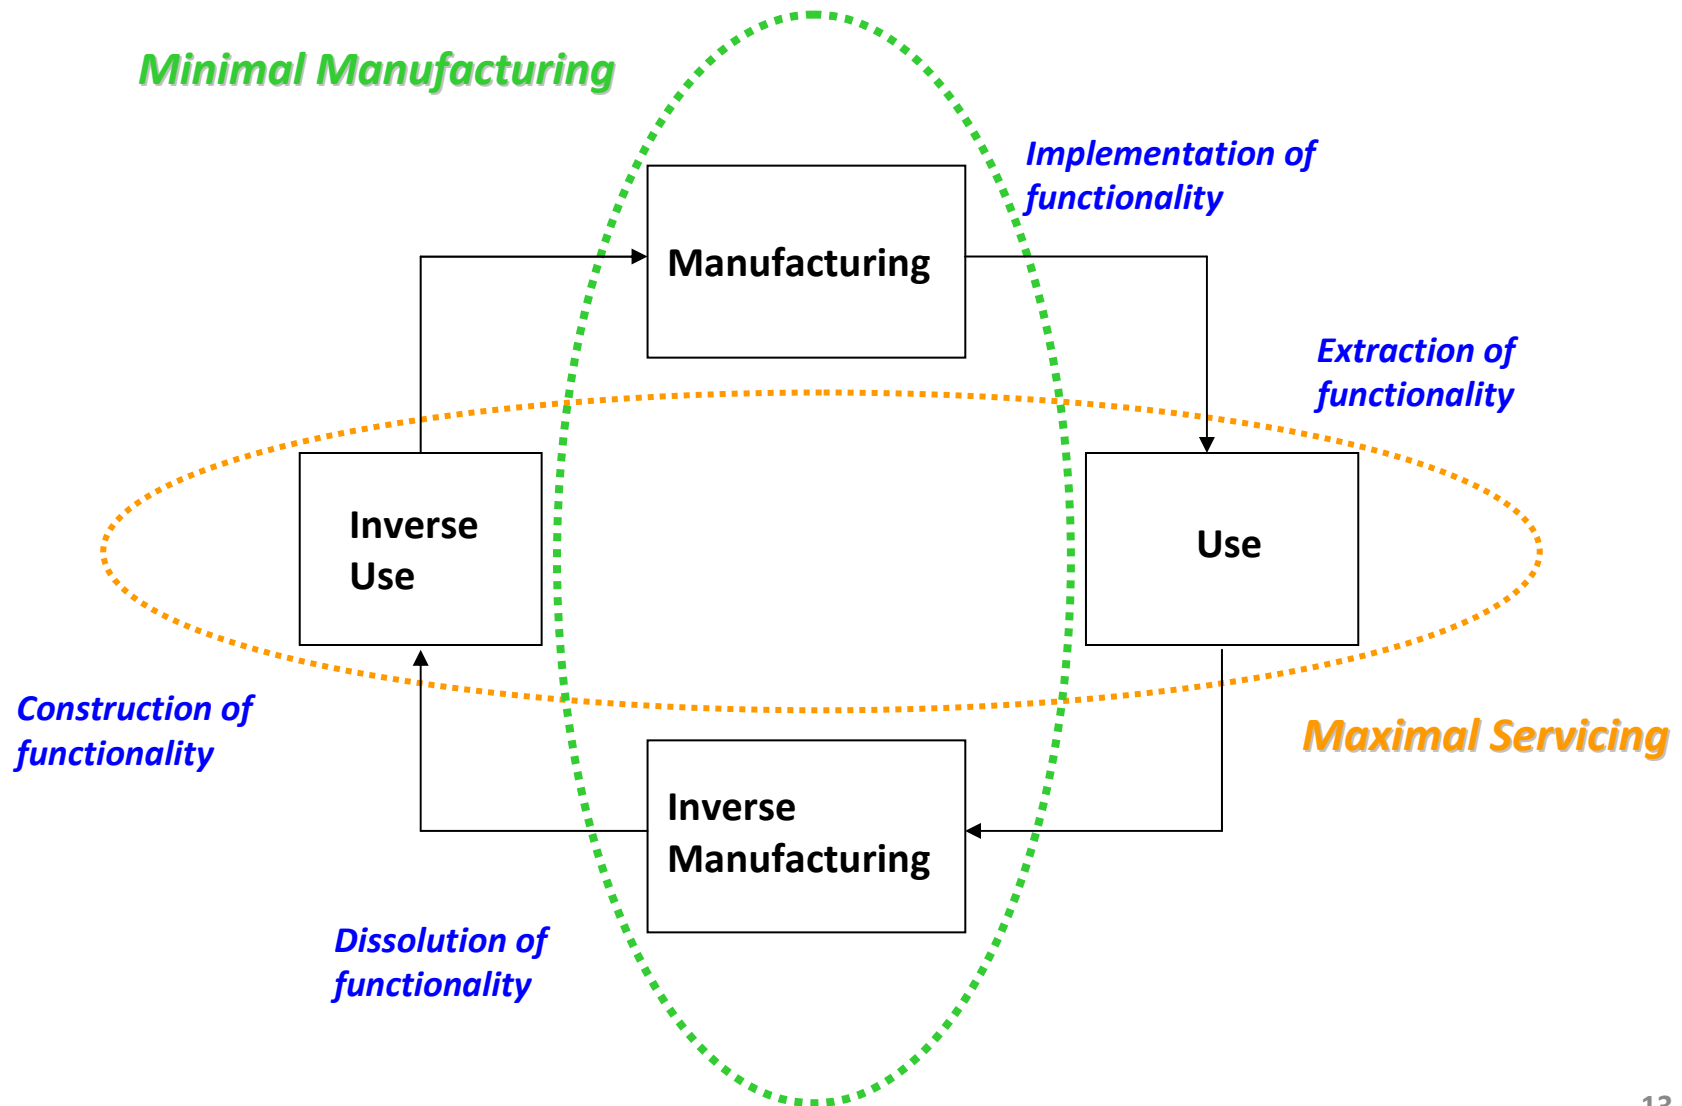 Minimal Manufacturing
Implementation of
functionality
Manufacturing
Extraction of
functionality
Inverse
Use
Use
Construction of
functionality
Maximal Servicing
Inverse
Manufacturing
Dissolution of
functionality
13